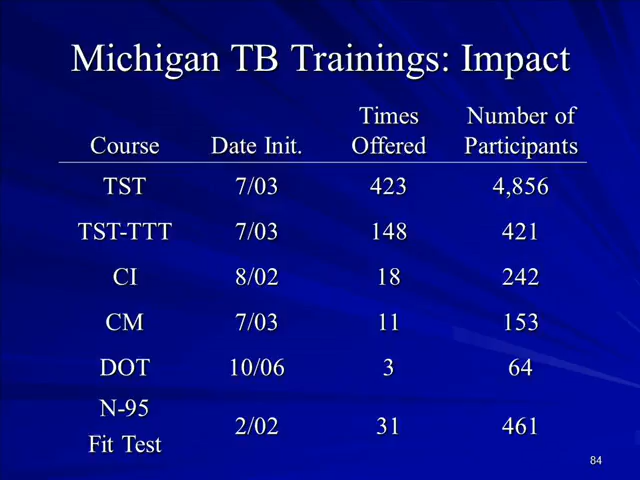 Michigan TB Trainings: Impact
Course Date Init. Times Offered Number of Participants
TST 7/03 423 4,856
TST-TTT 7/03 148 421
CI 8/02 18 242
CM 7/03 11 153
DOT 10/06 3 64
N-95 Fit Test 2/02 31 461
84